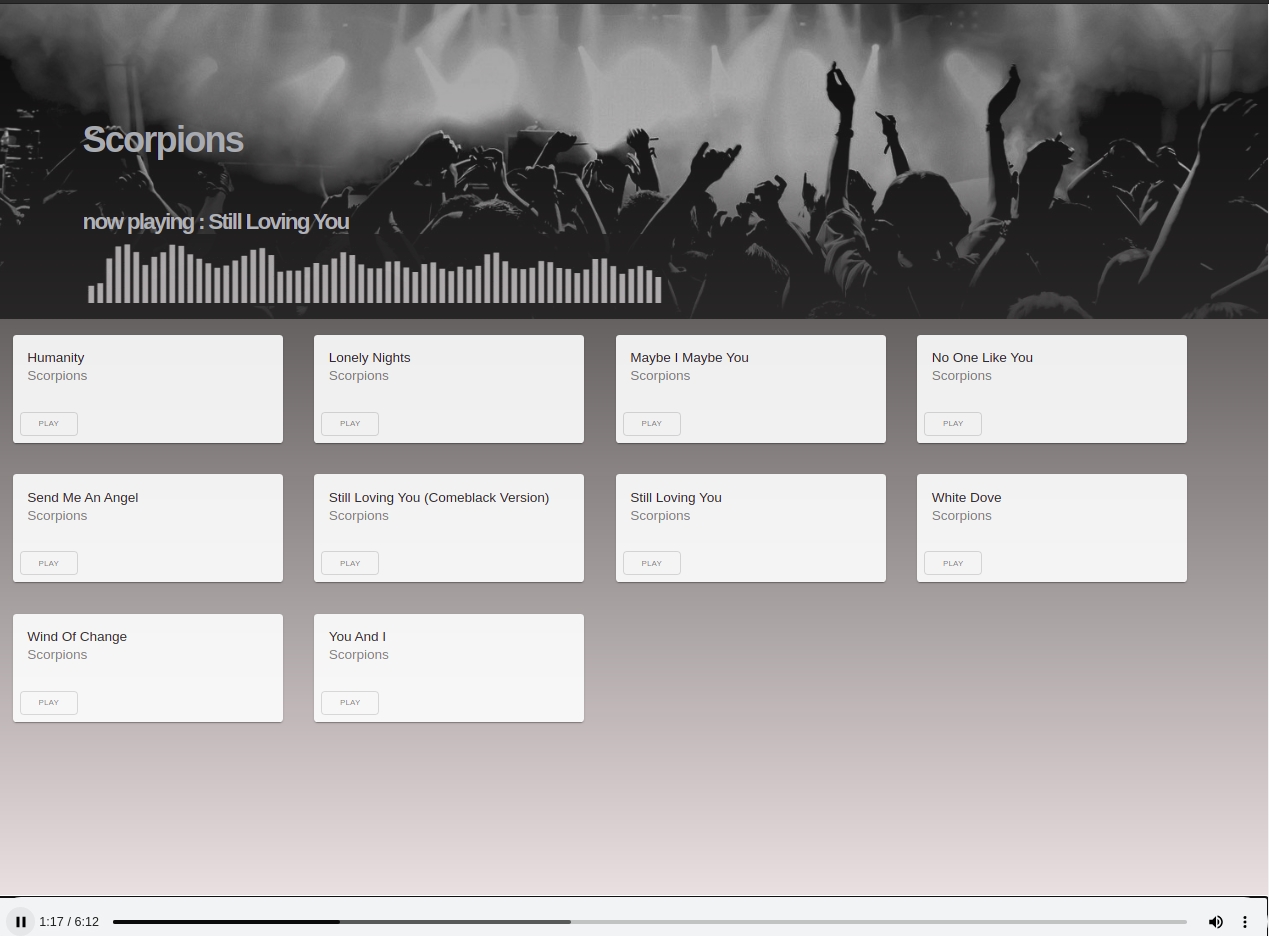 Scorpions
now playing : Still Loving You
Humanity
Scorpions
PLAY
Lonely Nights
Scorpions
PLAY
Maybe I Maybe You
Scorpions
PLAY
No One Like You
Scorpions
PLAY
Send Me An Angel
Scorpions
PLAY
Still Loving You (Comeblack Version)
Scorpions
PLAY
Still Loving You
Scorpions
PLAY
White Dove
Scorpions
PLAY
Wind Of Change
Scorpions
PLAY
You And I
Scorpions
PLAY
1:17 / 6:12